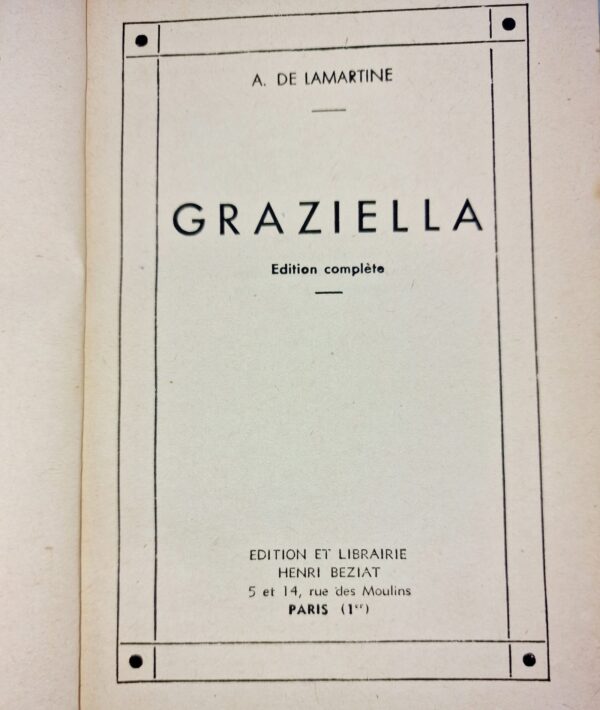 A. DE LAMARTINE
GRAZIELLA
Edition complète
EDITION ET LIBRAIRIE
HENRI BEZIAT
5 et 14, rue des Moulins
PARIS (1er)